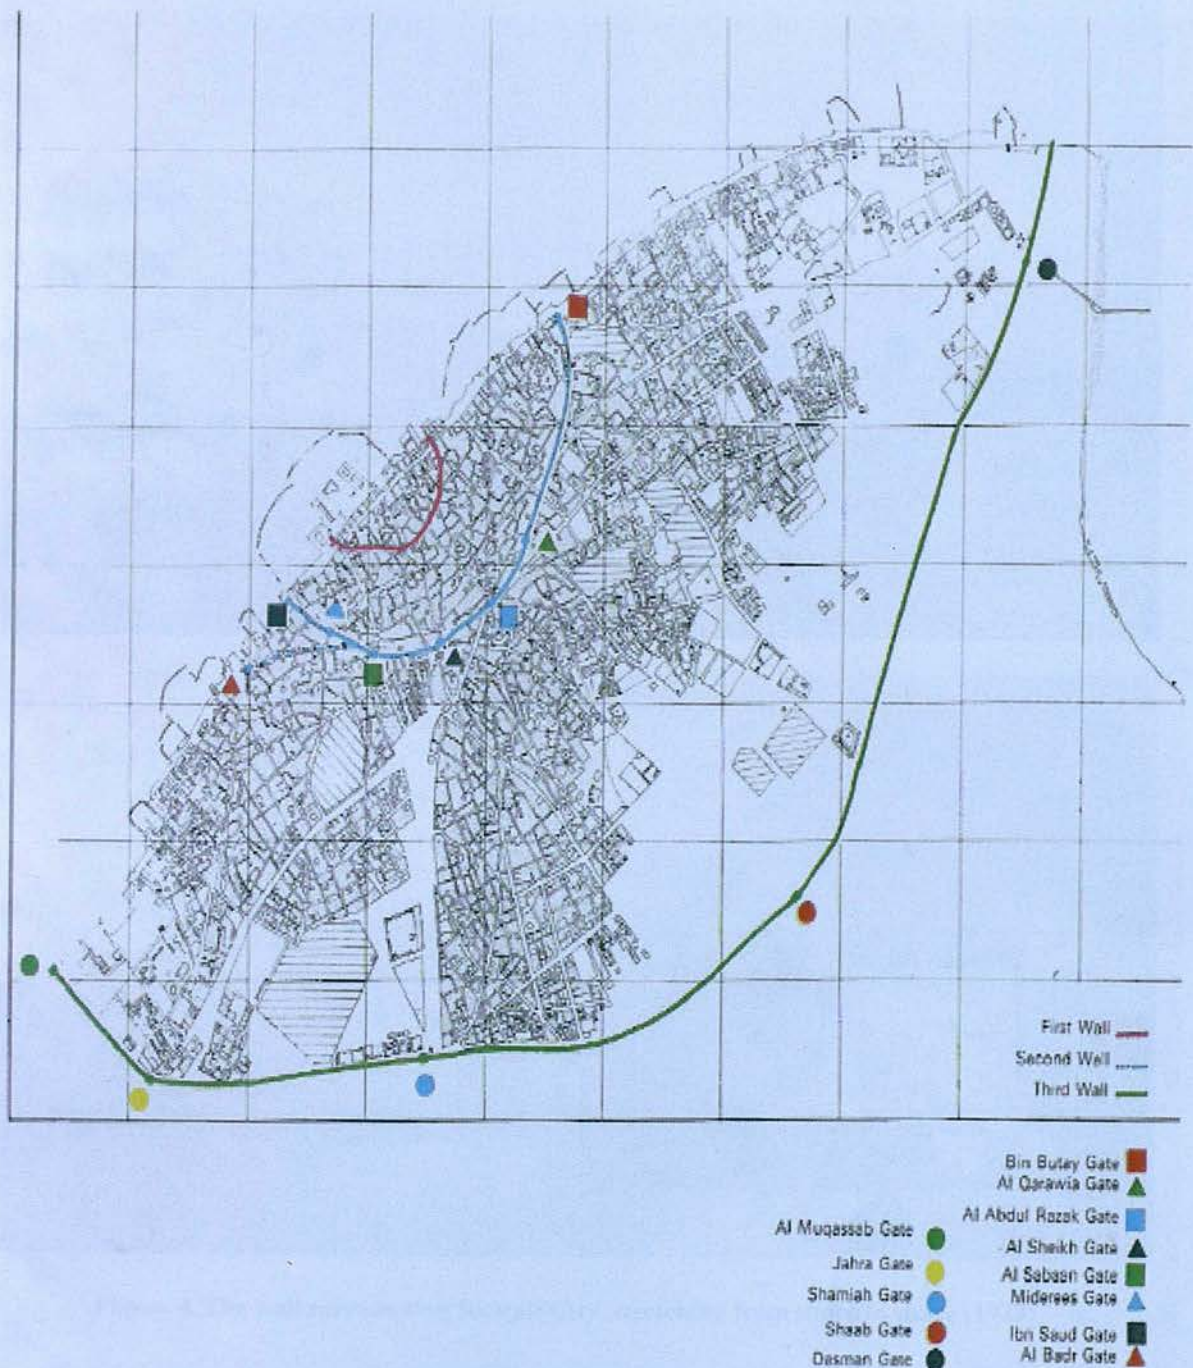 First Wall
Second Wall
Third Wall
Bin Butay Gate
Al Qarawia Gate
Al Abdul Razak Gate
Al Sheikh Gate
Al Sabaan Gate
Miderees Gate
Ibn Saud Gate
Al Badr Gate
Al Muqassab Gate
Jahra Gate
Shamiah Gate
Shaab Gate
Dasman Gate